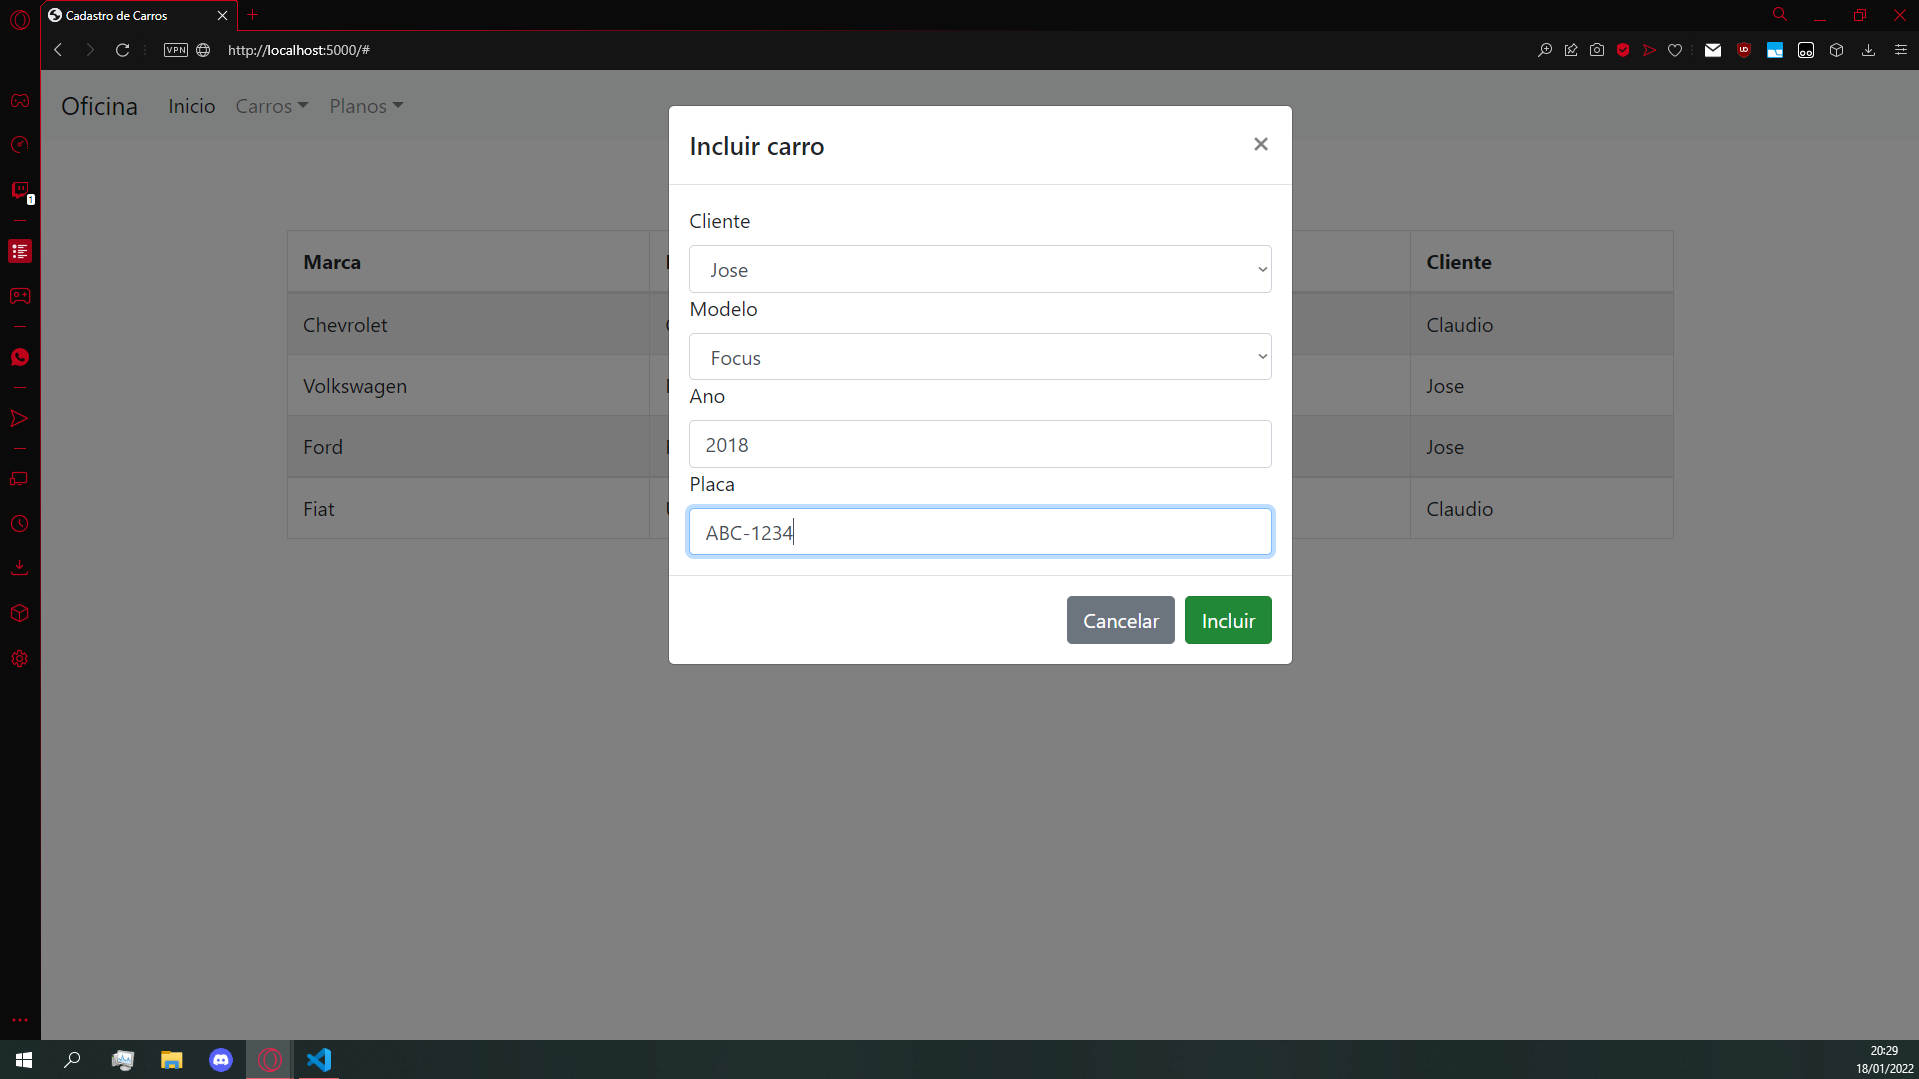 Cadastro de Carros
VPN
http://localhost:5000/#
1
Oficina Inicio Carros Planos
Incluir carro
Cliente
Jose
Modelo
Focus
Ano
2018
Placa
ABC-1234
Cancelar Incluir
Marca Cliente
Chevrolet Claudio
Volkswagen Jose
Ford Jose
Fiat Claudio
20:29
18/01/2022